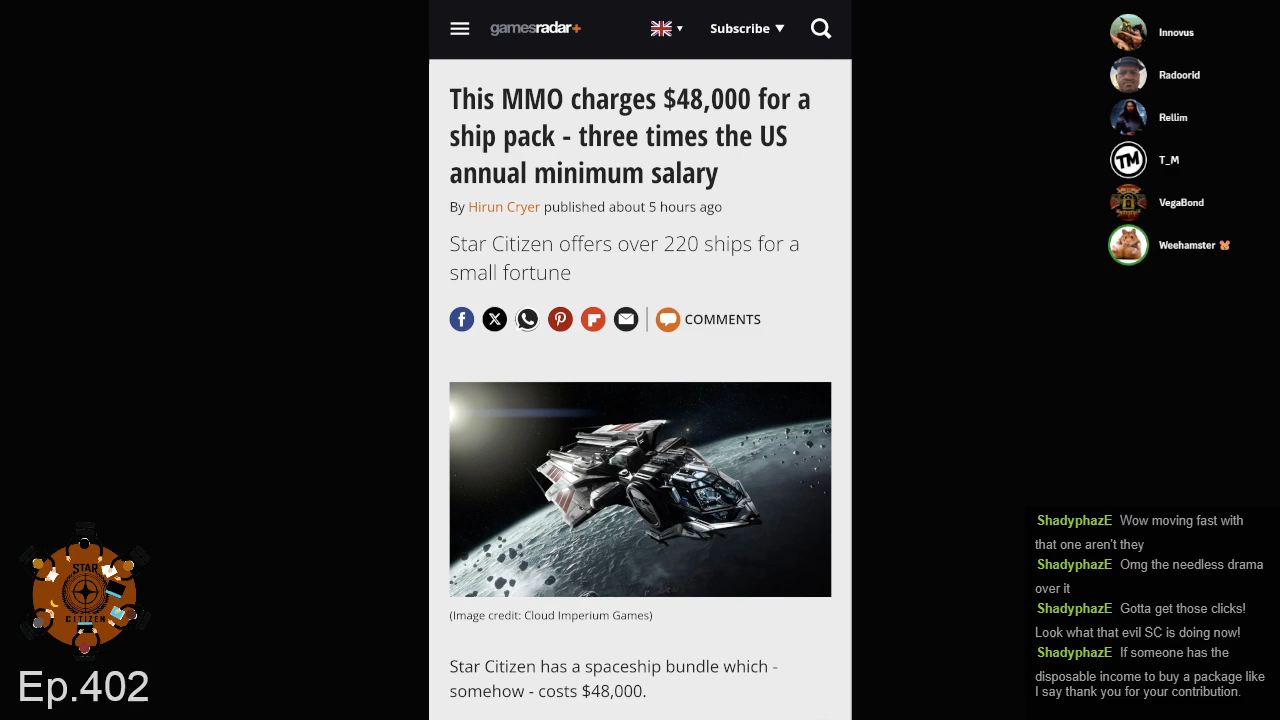 gamesradar+
Subscribe
This MMO charges $48,000 for a
ship pack - three times the US
annual minimum salary
By Hirun Cryer published about 5 hours ago
Star Citizen offers over 220 ships for a
small fortune
COMMENTS
(Image credit: Cloud Imperium Games)
Star Citizen has a spaceship bundle which -
somehow - costs $48,000.
Innovus
Radoorid
Rellim
TM
T_M
VegaBond
Weehamster
STAR
CITIZEN
Ep.402
ShadyphazE Wow moving fast with
that one aren't they
ShadyphazE Omg the needless drama
over it
ShadyphazE Gotta get those clicks!
Look what that evil SC is doing now!
ShadyphazE If someone has the
disposable income to buy a package like
I say thank you for your contribution.